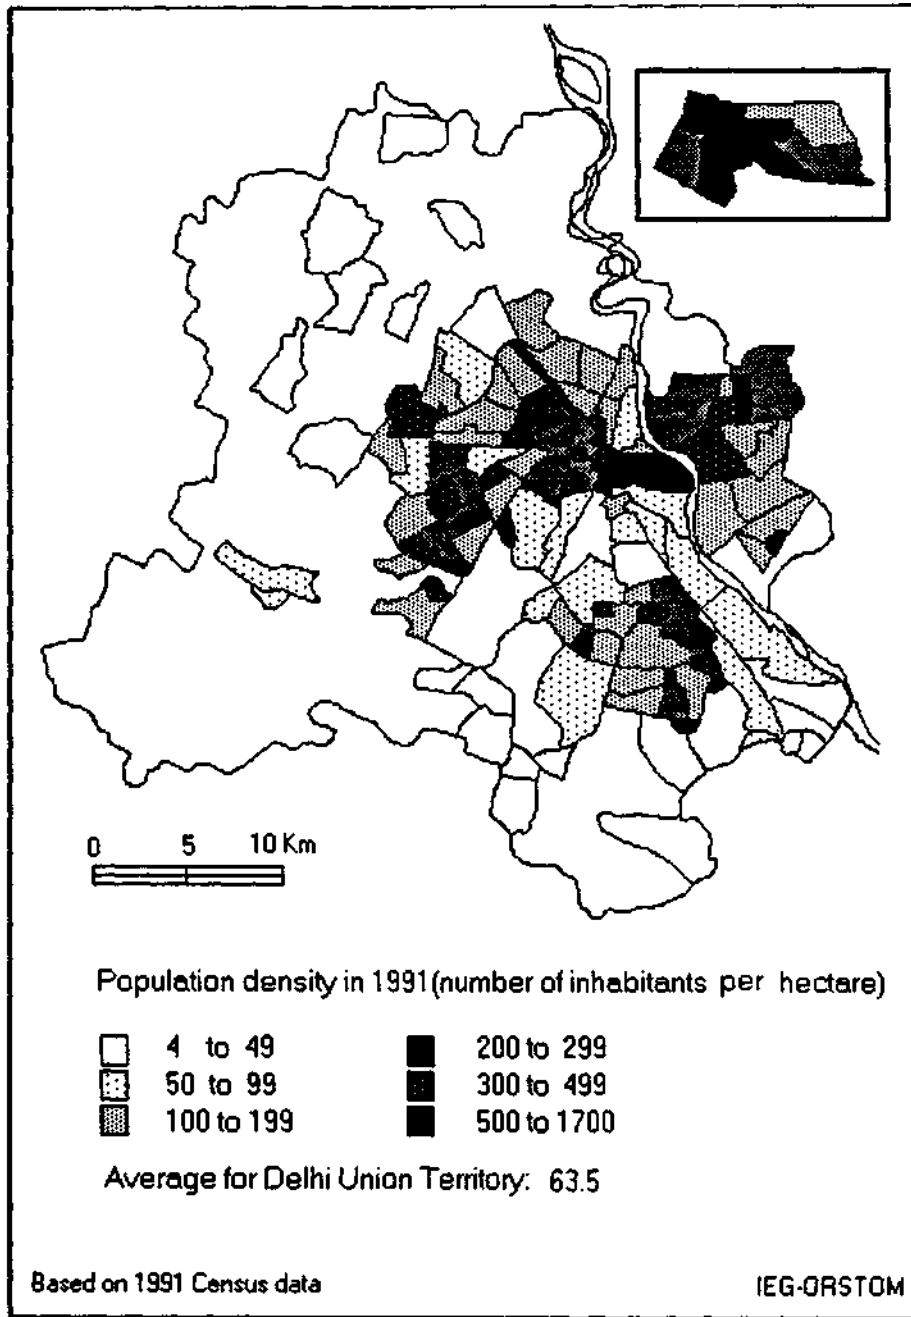 0 5 10 Km
Population density in 1991(number of inhabitants per hectare)
4 to 49
50 to 99
100 to 199
200 to 299
300 to 499
500 to 1700
Average for Delhi Union Territory: 63.5
Based on 1991 Census data
IEG-ORSTOM